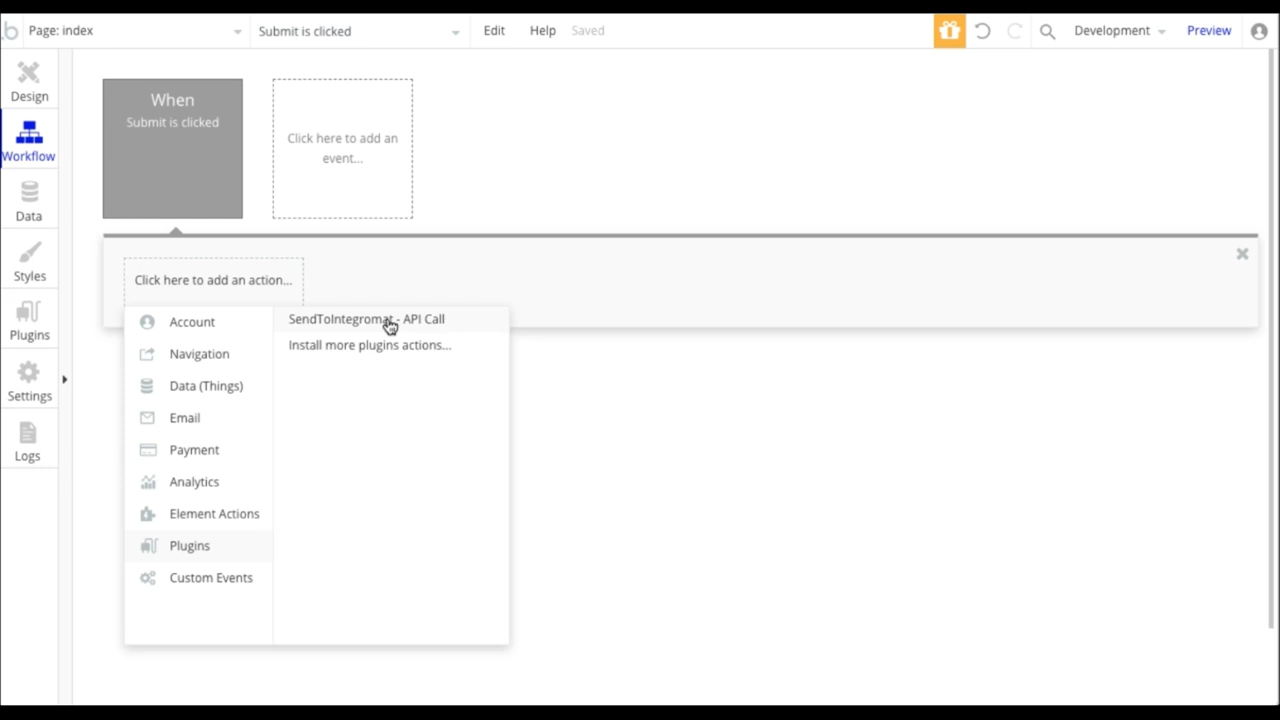 b
Page: index
Submit is clicked
Edit
Help
Saved
Development
Preview
Design
Workflow
Data
Styles
Plugins
Settings
Logs
When
Submit is clicked
Click here to add an
event...
Click here to add an action...
Account
Navigation
Data (Things)
Email
Payment
Analytics
Element Actions
Plugins
Custom Events
SendToIntegromat - API Call
Install more plugins actions...